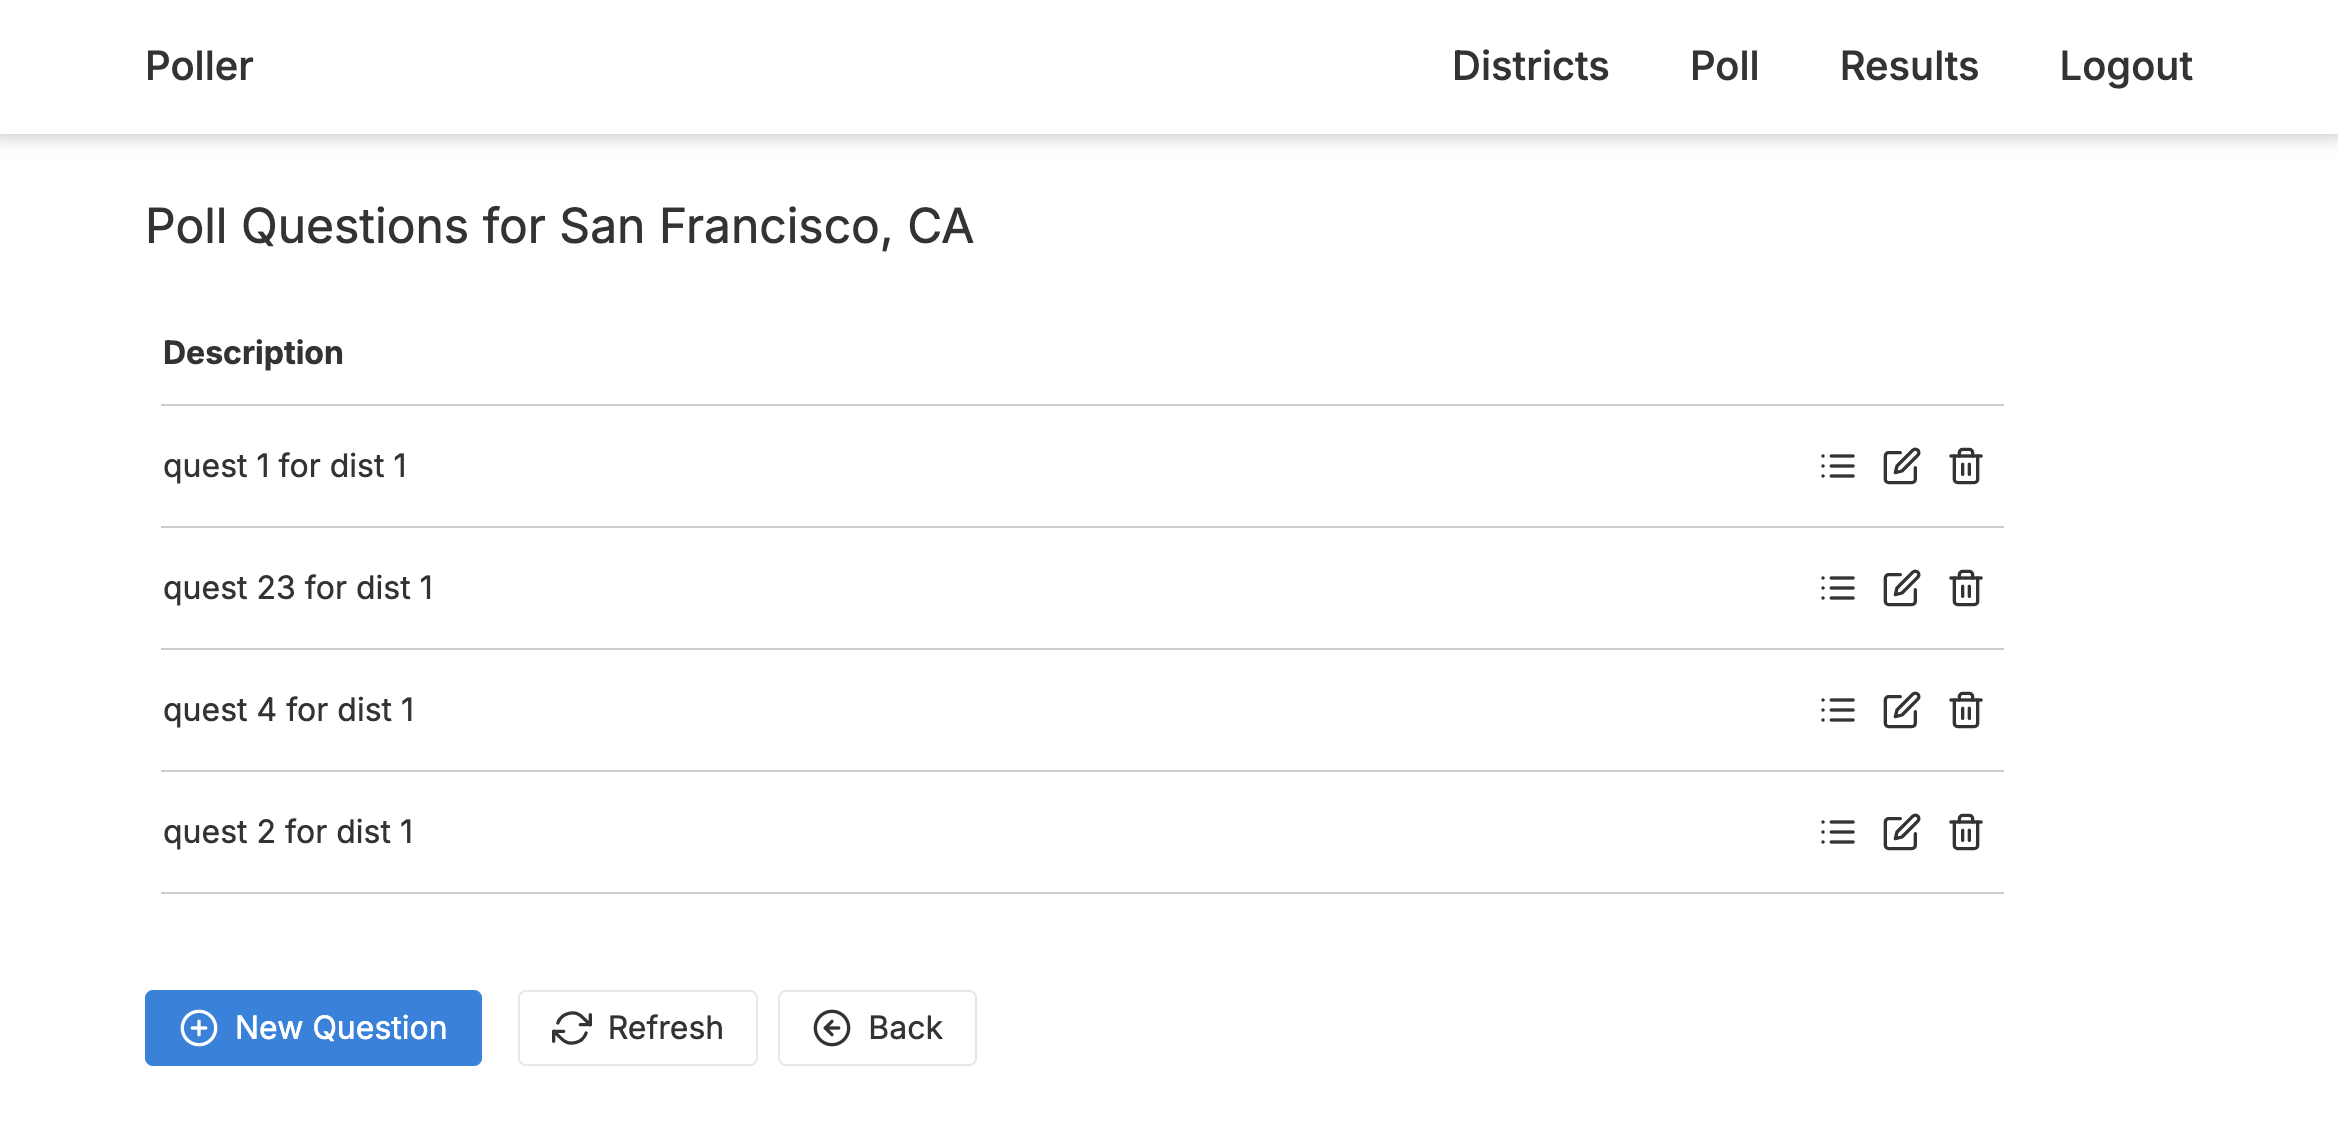 Poller Districts Poll Results Logout
Poll Questions for San Francisco, CA
Description
quest 1 for dist 1
quest 23 for dist 1
quest 4 for dist 1
quest 2 for dist 1
New Question Refresh Back